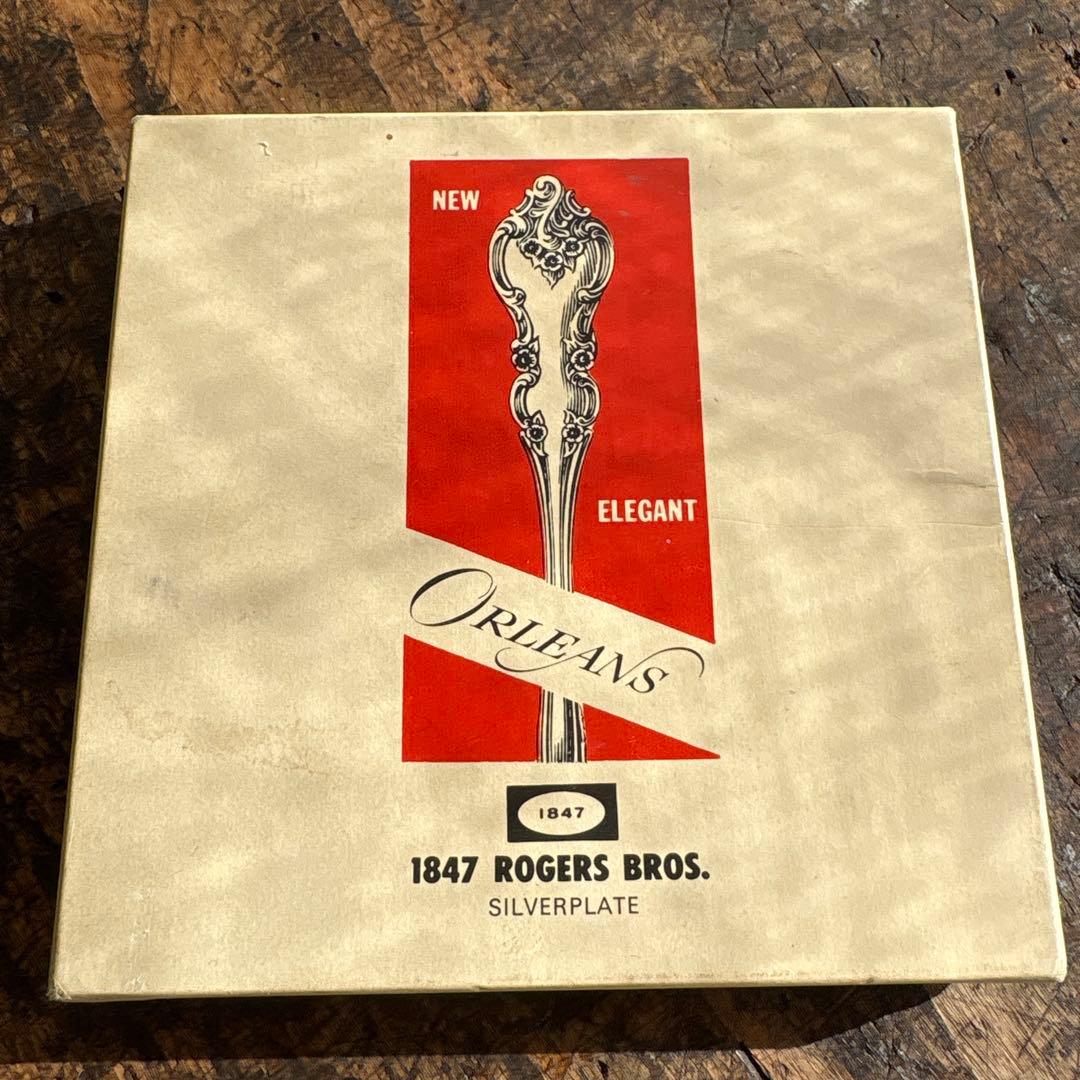 NEW
ELEGANT
ORLEANS
1847
1847 ROGERS BROS.
SILVERPLATE